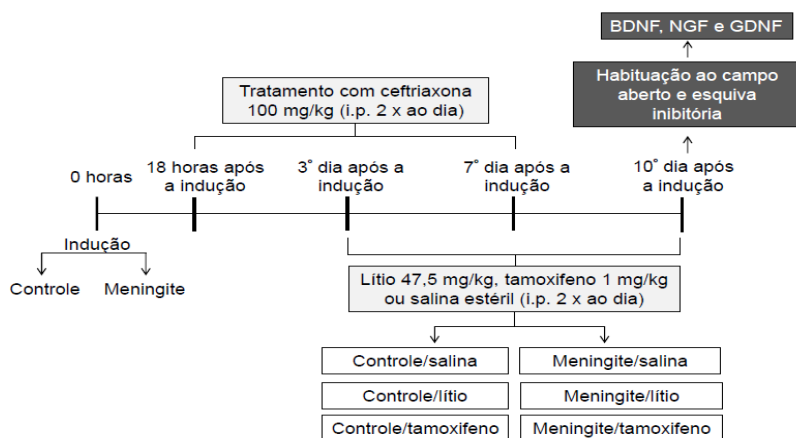 BDNF, NGF e GDNF
Habituação ao campo
aberto e esquiva
inibitória
Tratamento com ceftriaxona
100 mg/kg (i.p. 2 x ao dia)
0 horas
18 horas após
a indução
3° dia após a
indução
7° dia após a
indução
10° dia após
a indução
Indução
Controle
Meningite
Lítio 47,5 mg/kg, tamoxifeno 1 mg/kg
ou salina estéril (i.p. 2 x ao dia)
Controle/salina
Meningite/salina
Controle/lítio
Meningite/lítio
Controle/tamoxifeno
Meningite/tamoxifeno